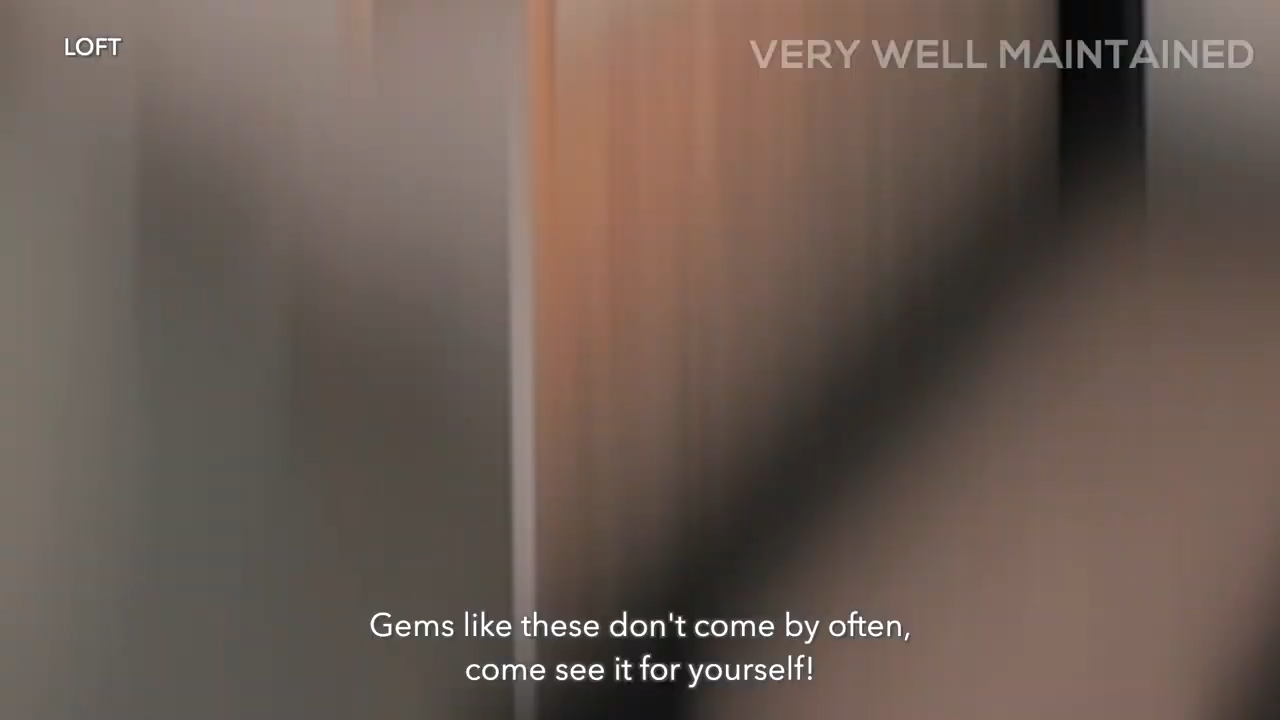 LOFT
VERY WELL MAINTAINED
Gems like these don't come by often,
come see it for yourself!